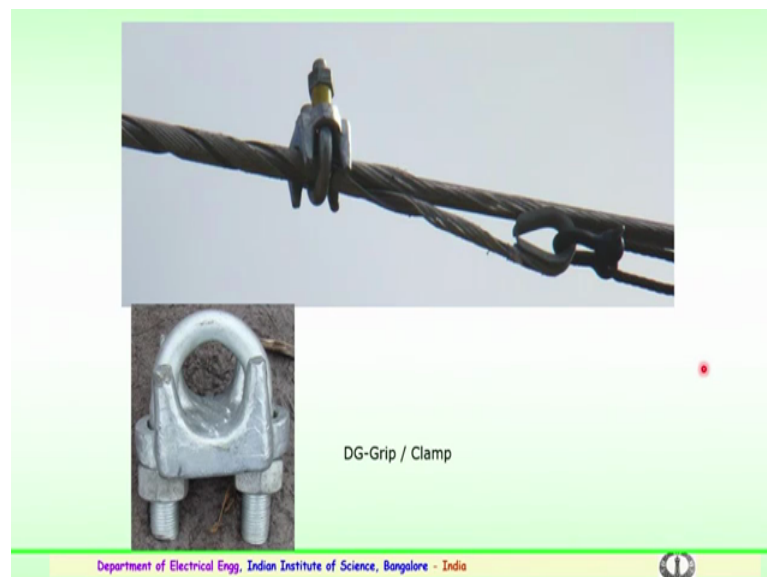 DG-Grip / Clamp
Department of Electrical Engg, Indian Institute of Science, Bangalore - India